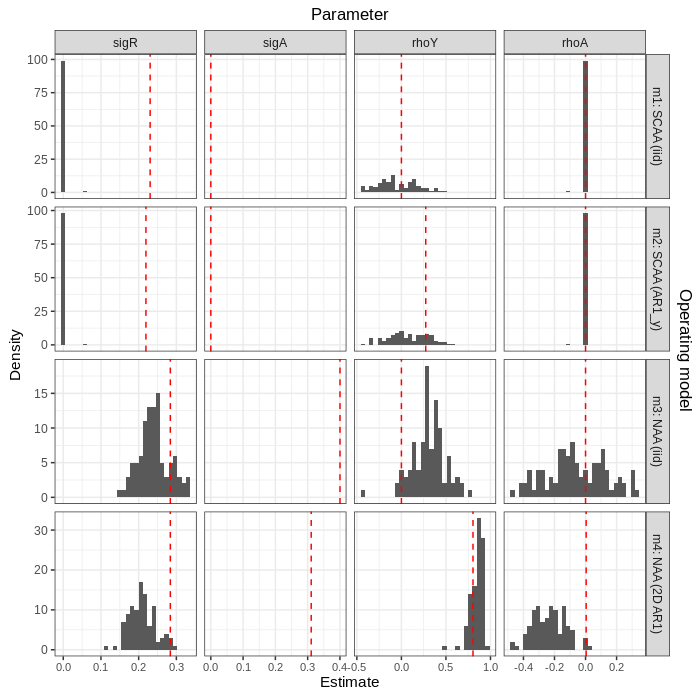 Parameter
sigR sigA rhoY rhoA
100
75
50
25
0
m1: SCAA (iid)
100
75
50
25
0
m2: SCAA (AR1_y)
15
10
5
0
m3: NAA (iid)
30
20
10
0
m4: NAA (2D AR1)
Density
Operating model
0.0 0.1 0.2 0.3 0.0 0.1 0.2 0.3 0.4 -0.5 0.0 0.5 1.0 -0.4 -0.2 0.0 0.2
Estimate